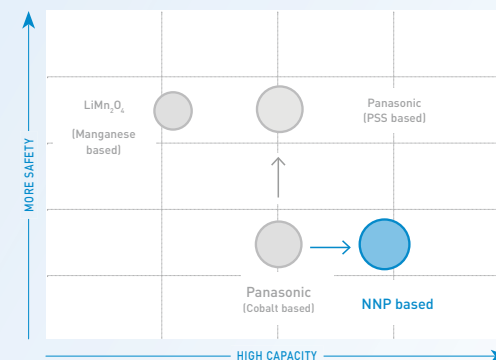 MORE SAFETY
LiMn₂O₄
(Manganese
based)
Panasonic
(PSS based)
Panasonic
(Cobalt based)
NNP based
HIGH CAPACITY